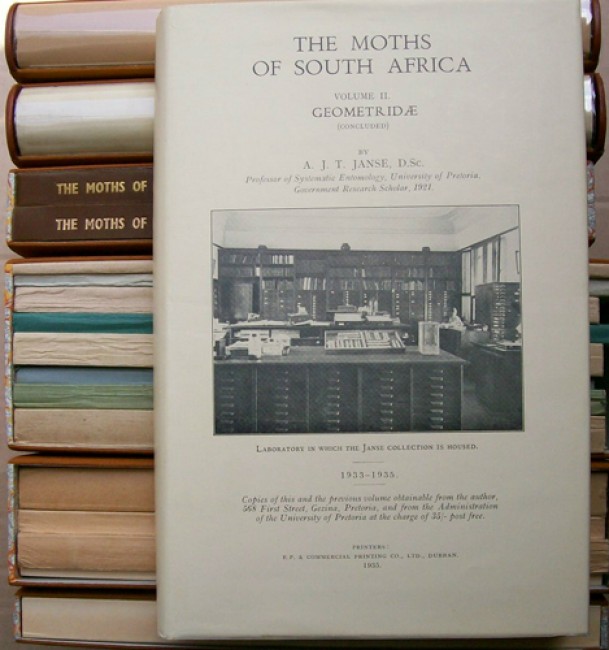 THE MOTHS
OF SOUTH AFRICA
VOLUME II.
GEOMETRIDÆ
[CONCLUDED]
BY
A. J. T. JANSE, D.Sc.
Professor of Systematic Entomology, University of Pretoria.
Government Research Scholar, 1921.
LABORATORY IN WHICH THE JANSE COLLECTION IS HOUSED.
1933–1935.
Copies of this and the previous volume obtainable from the author,
568 First Street, Gezina, Pretoria, and from the Administration
of the University of Pretoria at the charge of 35/- post free.
PRINTERS:
E.P. & COMMERCIAL PRINTING CO., LTD., DURBAN.
1935.
THE MOTHS OF
THE MOTHS OF